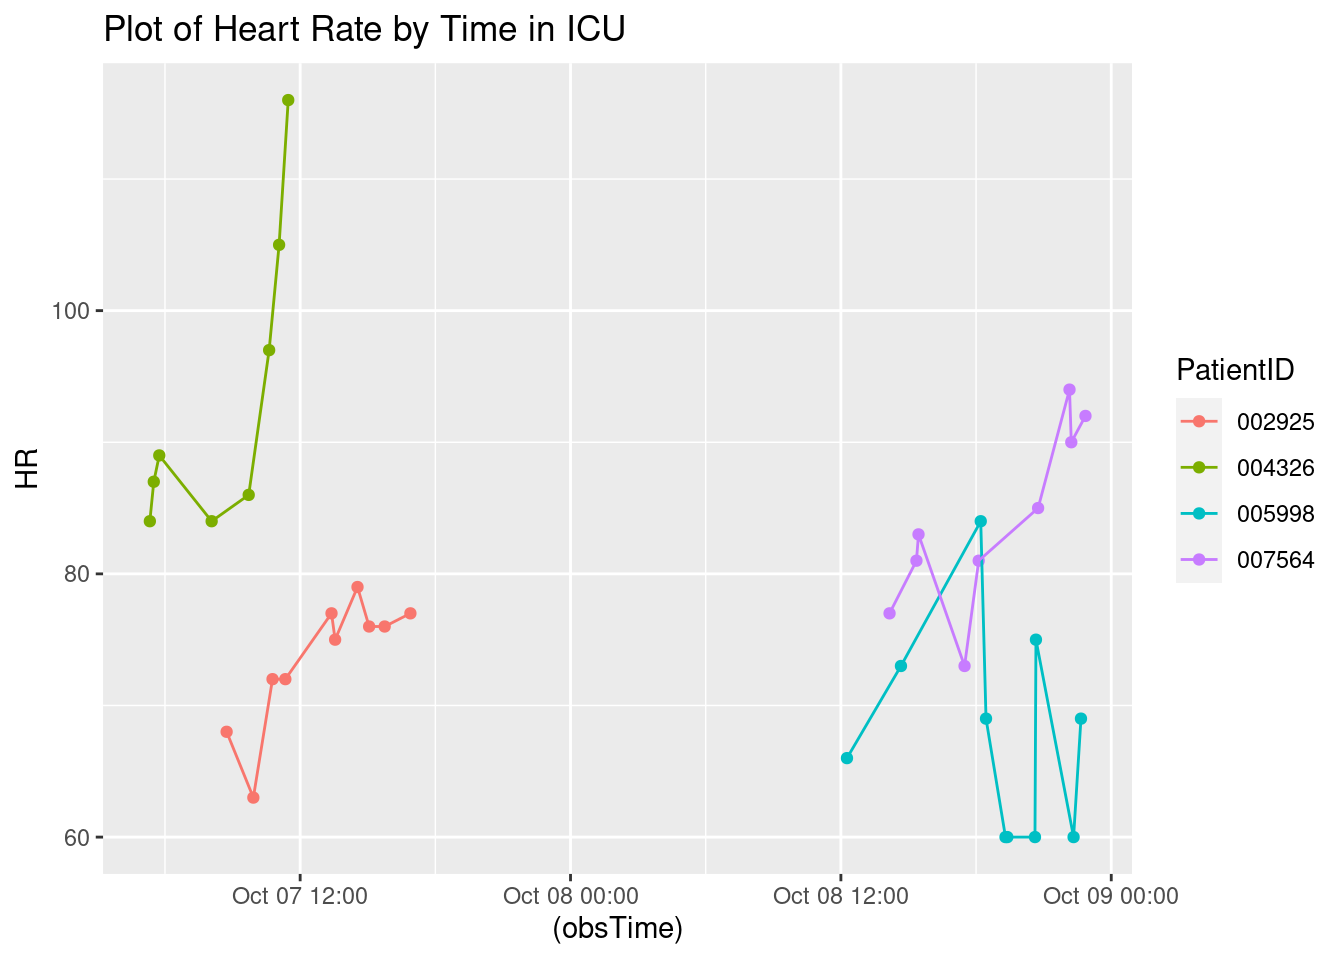 Plot of Heart Rate by Time in ICU
HR
100
80
60
Oct 07 12:00
Oct 08 00:00
Oct 08 12:00
Oct 09 00:00
(obsTime)
PatientID
002925
004326
005998
007564